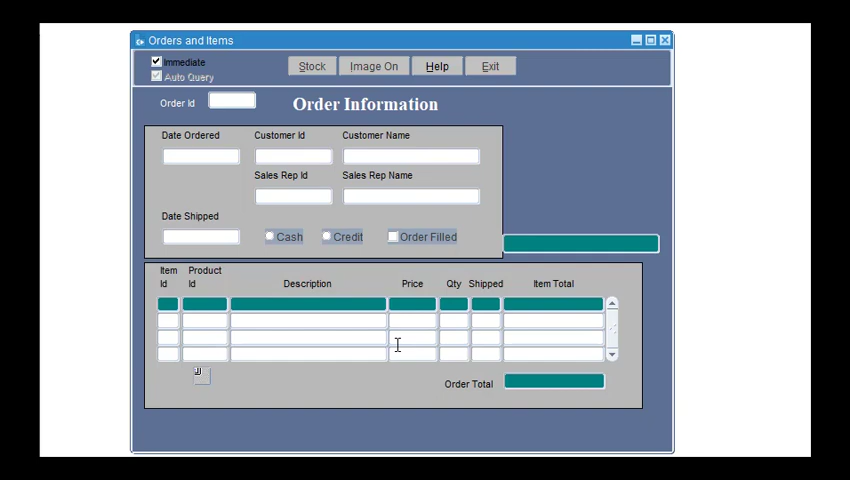 Orders and Items
Immediate
Auto Query
Stock Image On Help Exit
Order Id
Order Information
Date Ordered Customer Id Customer Name
Sales Rep Id Sales Rep Name
Date Shipped
Cash Credit Order Filled
Item Id Product Id Description Price Qty Shipped Item Total
Order Total